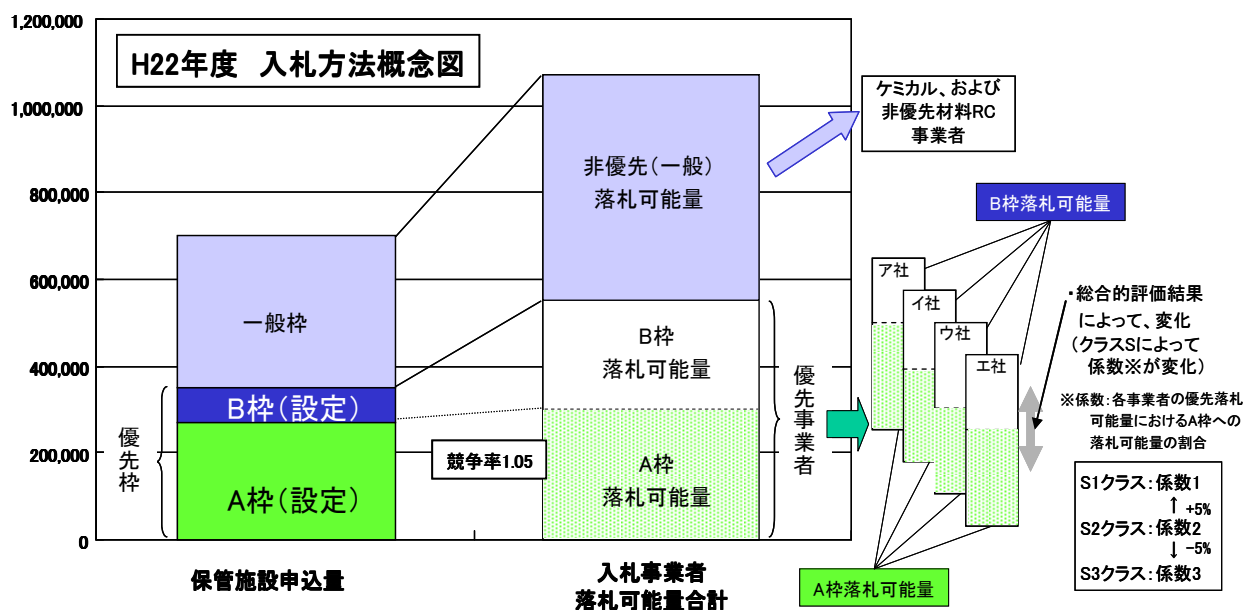 H22年度 入札方法概念図
1,200,000
1,000,000
800,000
600,000
400,000
200,000
0
一般枠
B枠(設定)
A枠(設定)
優先枠
保管施設申込量
競争率1.05
非優先(一般)
落札可能量
B枠
落札可能量
A枠
落札可能量
優先事業者
入札事業者
落札可能量合計
ケミカル、および
非優先材料RC
事業者
B枠落札可能量
ア社
イ社
ウ社
エ社
A枠落札可能量
・総合的評価結果
によって、変化
(クラスSによって
係数※が変化)
※係数:各事業者の優先落札
可能量におけるA枠への
落札可能量の割合
S1クラス:係数1
↑ +5%
S2クラス:係数2
↓ -5%
S3クラス:係数3